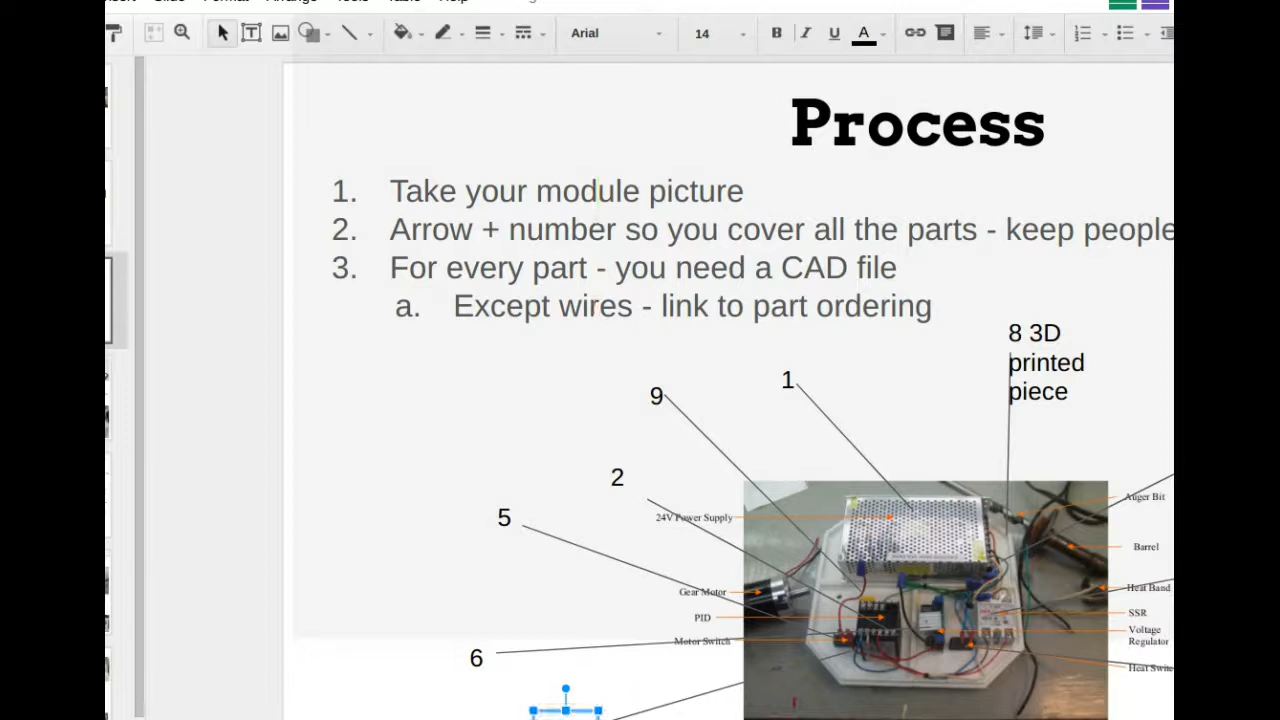 Arial
14
B I U A
Process
1. Take your module picture
2. Arrow + number so you cover all the parts - keep people
3. For every part - you need a CAD file
a. Except wires - link to part ordering
8 3D
printed
piece
1
9
2
5
6
24V Power Supply
Gear Motor
PID
Motor Switch
Auger Bit
Barrel
Heat Band
SSR
Voltage
Regulator
Heat Switc